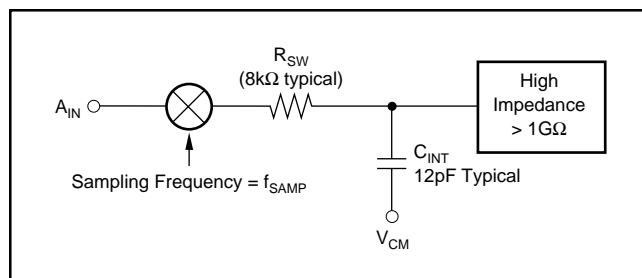 R_SW
(8kΩ typical)
A_IN
High
Impedance
> 1GΩ
C_INT
12pF Typical
Sampling Frequency = f_SAMP
V_CM